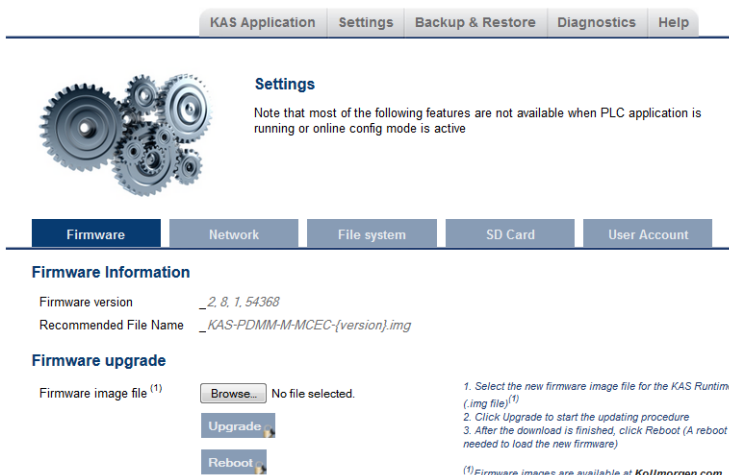 KAS Application Settings Backup & Restore Diagnostics Help
Settings
Note that most of the following features are not available when PLC application is
running or online config mode is active
Firmware Network File system SD Card User Account
Firmware Information
Firmware version _2, 8, 1, 54368
Recommended File Name _KAS-PDMM-M-MCEC-{version}.img
Firmware upgrade
Firmware image file (1) Browse... No file selected.
Upgrade
Reboot
1. Select the new firmware image file for the KAS Runtime
(.img file)(1)
2. Click Upgrade to start the updating procedure
3. After the download is finished, click Reboot (A reboot
needed to load the new firmware)
(1)Firmware images are available at Kollmorgen.com